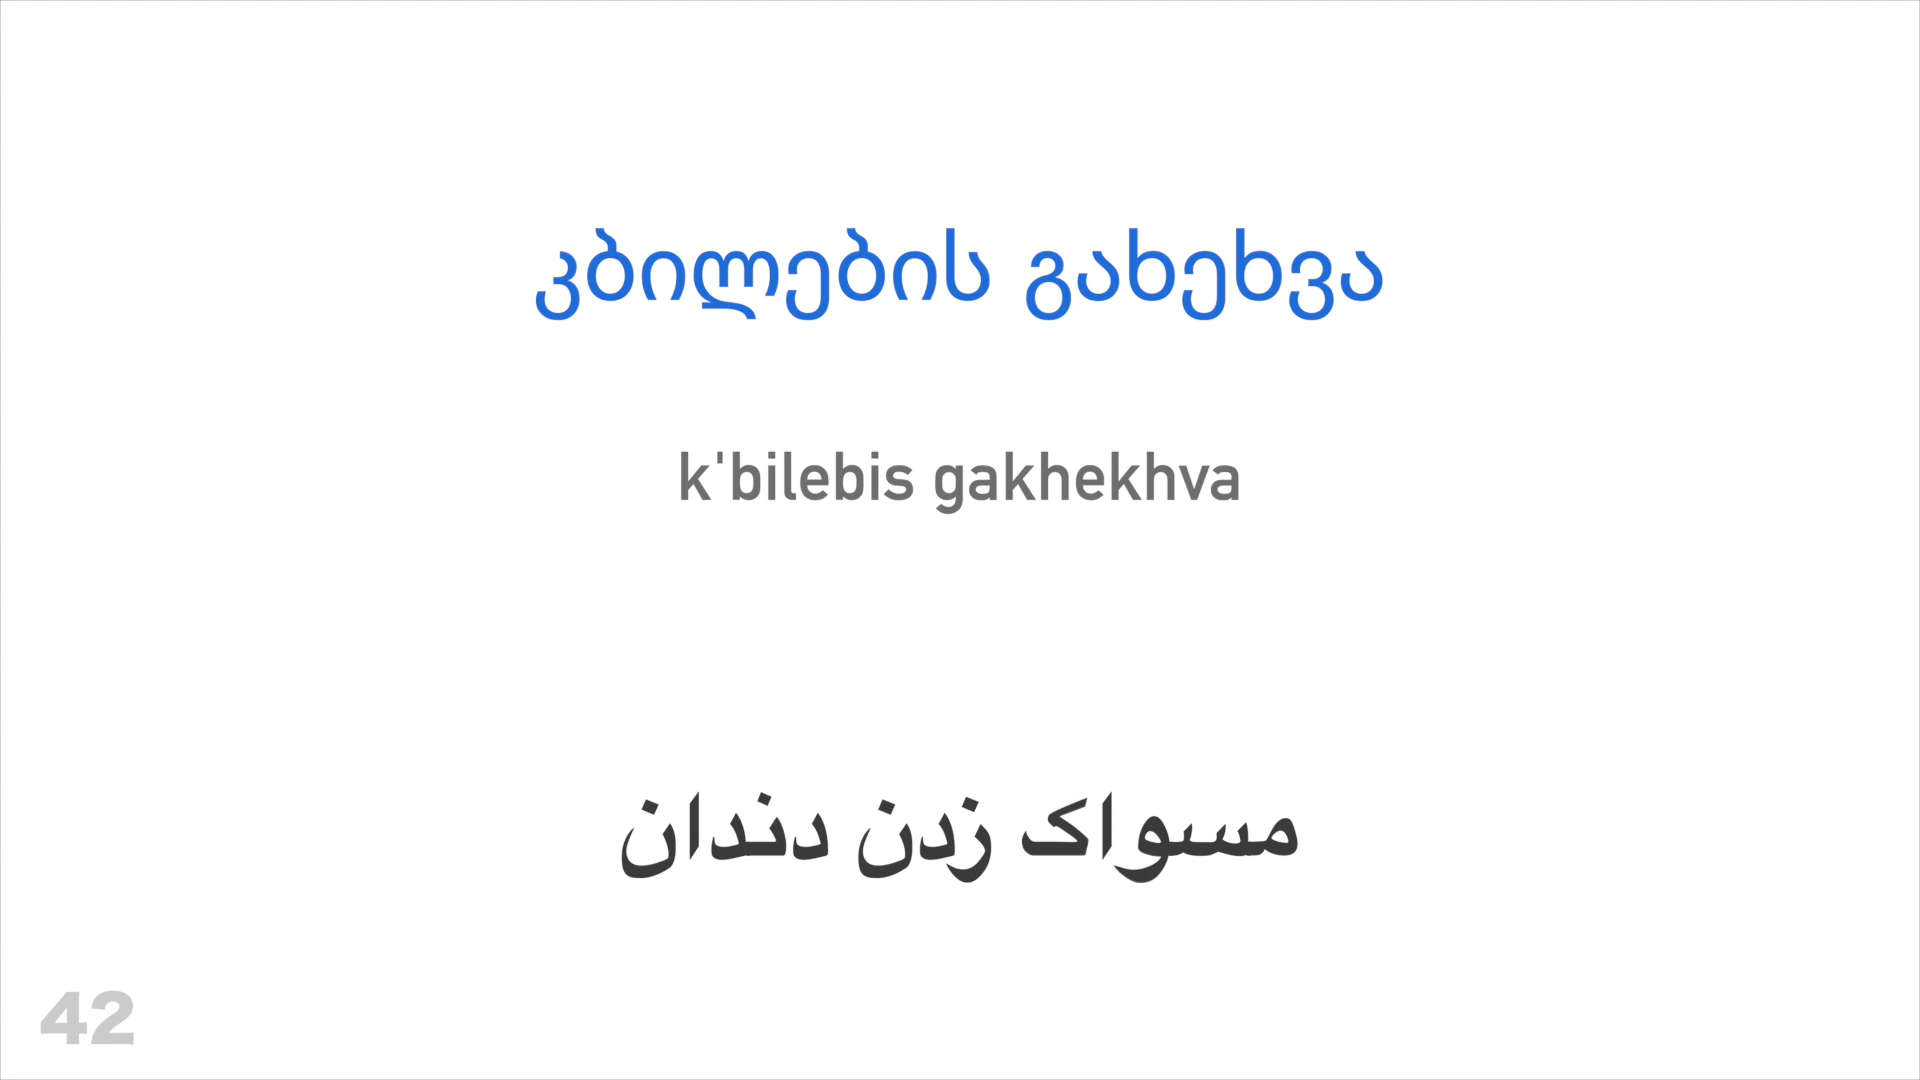 კბილების გახეხვა
k'bilebis gakhekhva
مسواک زدن دندان
42